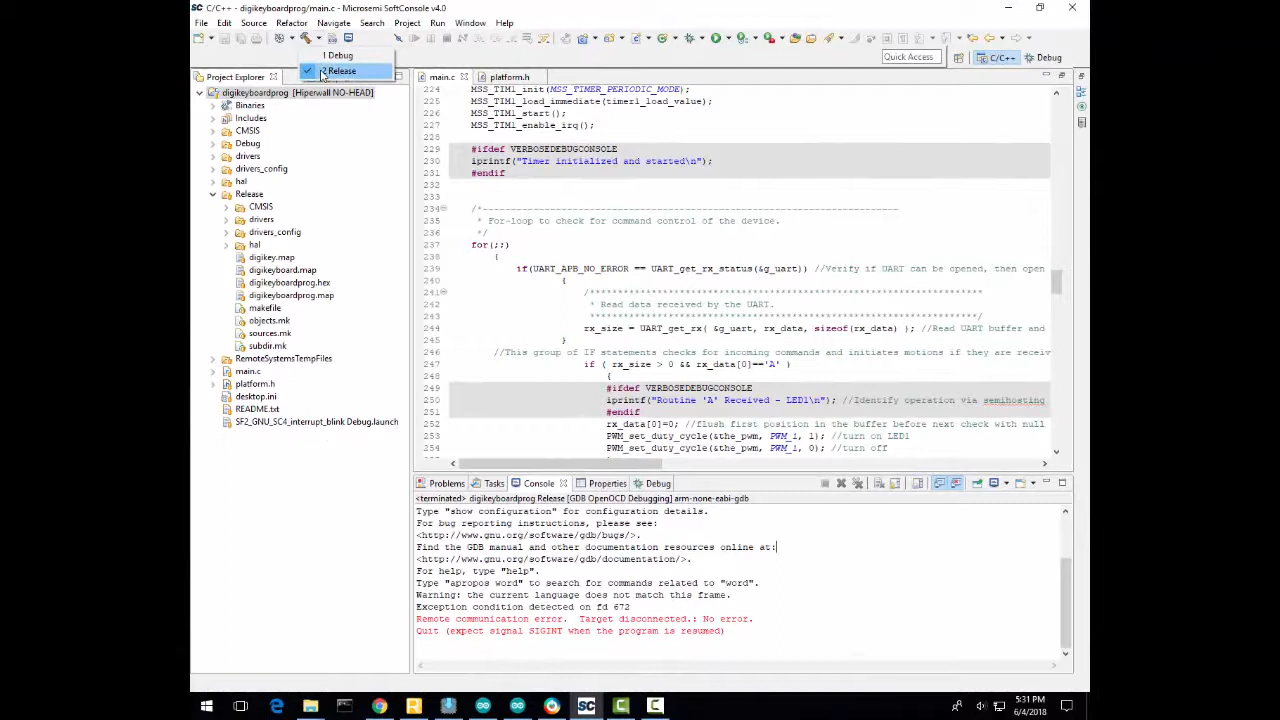 C/C++ - digikeyboardprog/main.c - Microsemi SoftConsole v4.0
File Edit Source Refactor Navigate Search Project Run Window Help
1 Debug
2 Release
Quick Access
C/C++
Debug
Project Explorer
digikeyboardprog [Hiperwall NO-HEAD]
Binaries
Includes
CMSIS
Debug
drivers
drivers_config
hal
Release
CMSIS
drivers
drivers_config
hal
digikey.map
digikeyboard.map
digikeyboardprog.hex
digikeyboardprog.map
makefile
objects.mk
sources.mk
subdir.mk
RemoteSystemsTempFiles
main.c
platform.h
desktop.ini
README.txt
SF2_GNU_SC4_interrupt_blink Debug.launch
main.c
platform.h
224 MSS_TIM1_init(MSS_TIMER_PERIODIC_MODE);
225 MSS_TIM1_load_immediate(timer1_load_value);
226 MSS_TIM1_start();
227 MSS_TIM1_enable_irq();
228
229 #ifdef VERBOSEDEBUGCONSOLE
230 iprintf("Timer initialized and started\n");
231 #endif
232
233
234 /*--------------------------------------------------------------------------
235 * For-loop to check for command control of the device.
236 */
237 for(;;)
238 {
239 if(UART_APB_NO_ERROR == UART_get_rx_status(&g_uart)) //Verify if UART can be opened, then open
240 {
241 /**************************************************************************
242 * Read data received by the UART.
243 *************************************************************************/
244 rx_size = UART_get_rx( &g_uart, rx_data, sizeof(rx_data) ); //Read UART buffer and
245 }
246 //This group of IF statements checks for incoming commands and initiates motions if they are receiv
247 if ( rx_size > 0 && rx_data[0]=='A' )
248 {
249 #ifdef VERBOSEDEBUGCONSOLE
250 iprintf("Routine 'A' Received - LED1\n"); //Identify operation via semihosting
251 #endif
252 rx_data[0]=0; //flush first position in the buffer before next check with null
253 PWM_set_duty_cycle(&the_pwm, PWM_1, 1); //turn on LED1
254 PWM_set_duty_cycle(&the_pwm, PWM_1, 0); //turn off
Problems Tasks Console Properties Debug
<terminated> digikeyboardprog Release [GDB OpenOCD Debugging] arm-none-eabi-gdb
Type "show configuration" for configuration details.
For bug reporting instructions, please see:
<http://www.gnu.org/software/gdb/bugs/>.
Find the GDB manual and other documentation resources online at:
<http://www.gnu.org/software/gdb/documentation/>.
For help, type "help".
Type "apropos word" to search for commands related to "word".
Warning: the current language does not match this frame.
Exception condition detected on fd 672
Remote communication error.  Target disconnected.: No error.
Quit (expect signal SIGINT when the program is resumed)
5:31 PM
6/4/2018